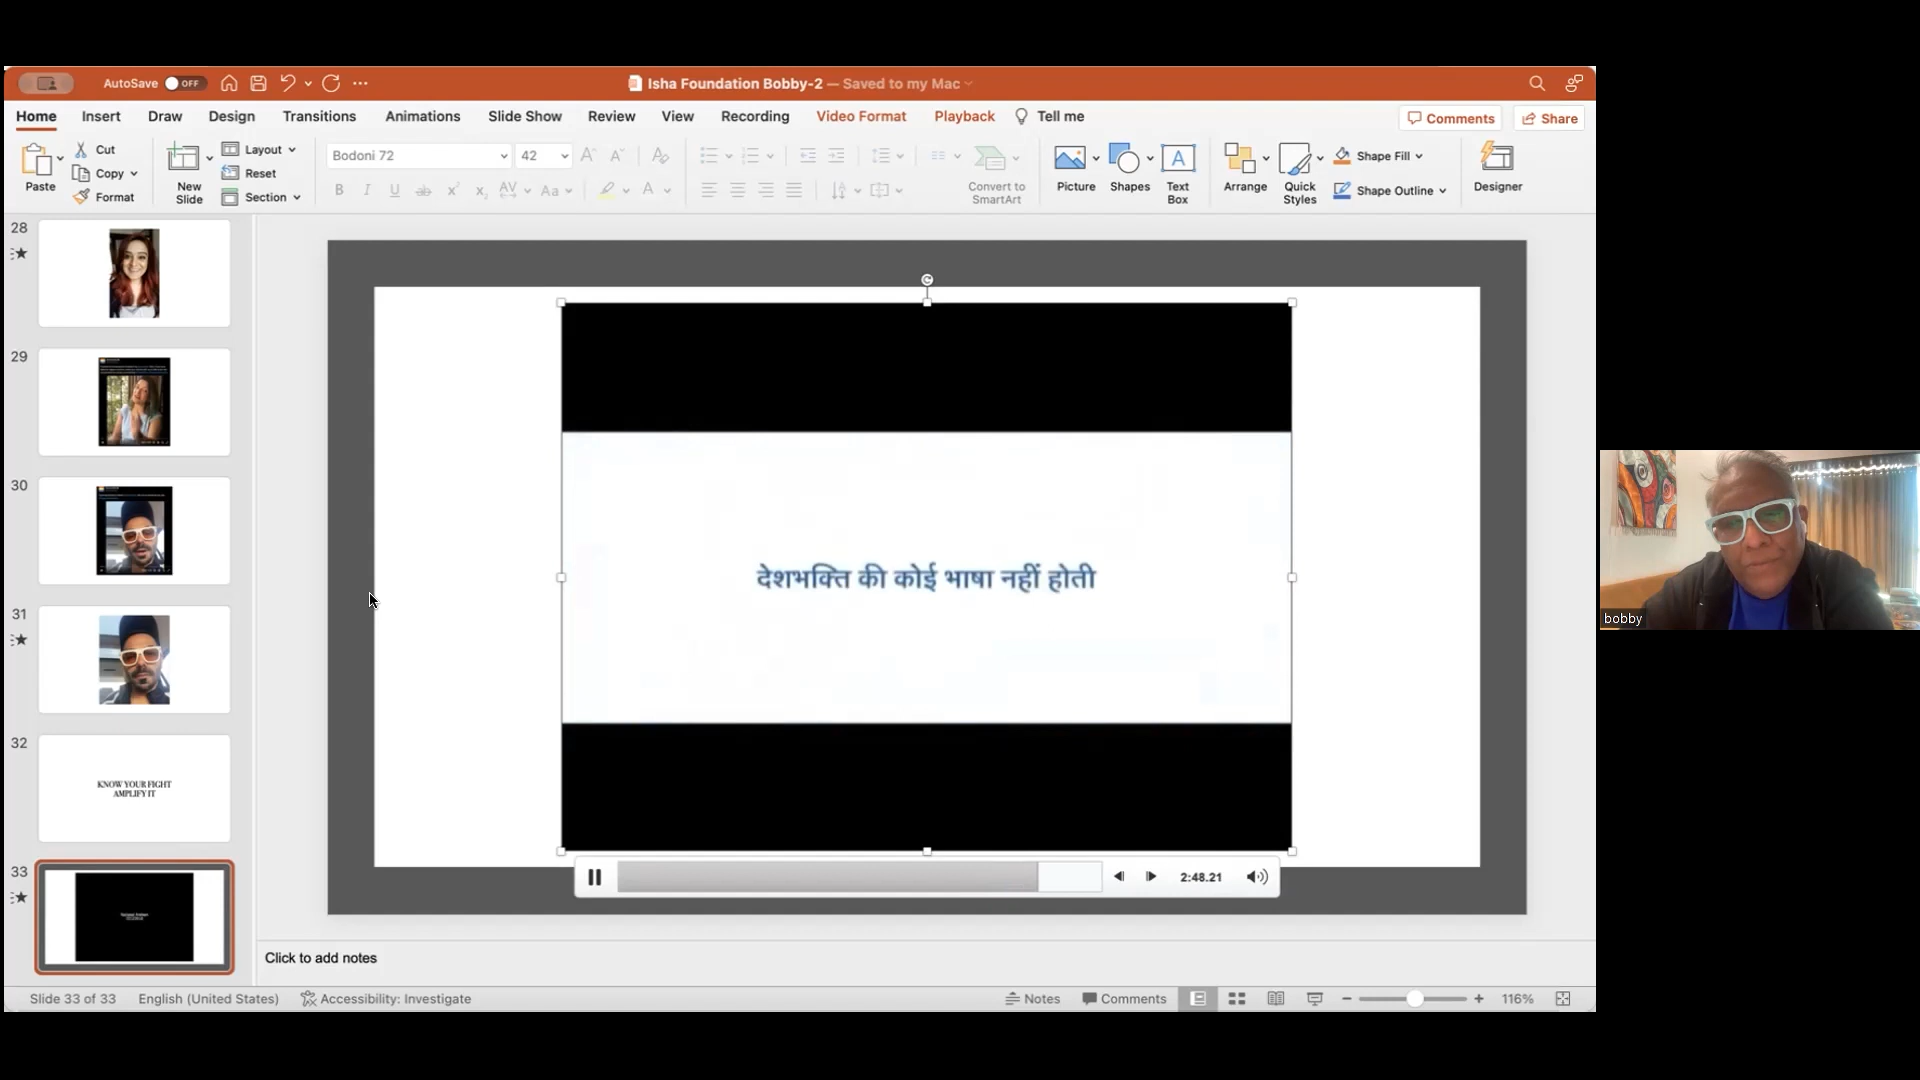 AutoSave OFF
Isha Foundation Bobby-2 — Saved to my Mac
Home Insert Draw Design Transitions Animations Slide Show Review View Recording Video Format Playback Tell me
Comments Share
Paste
Cut
Copy
Format
New Slide
Layout
Reset
Section
Bodoni 72 42
Convert to SmartArt
Picture
Shapes
Text Box
Arrange
Quick Styles
Shape Fill
Shape Outline
Designer
28
29
30
31
32
KNOW YOUR FIGHT
AMPLIFY IT
33
देशभक्ति की कोई भाषा नहीं होती
2:48.21
bobby
Click to add notes
Slide 33 of 33 English (United States) Accessibility: Investigate Notes Comments 116%